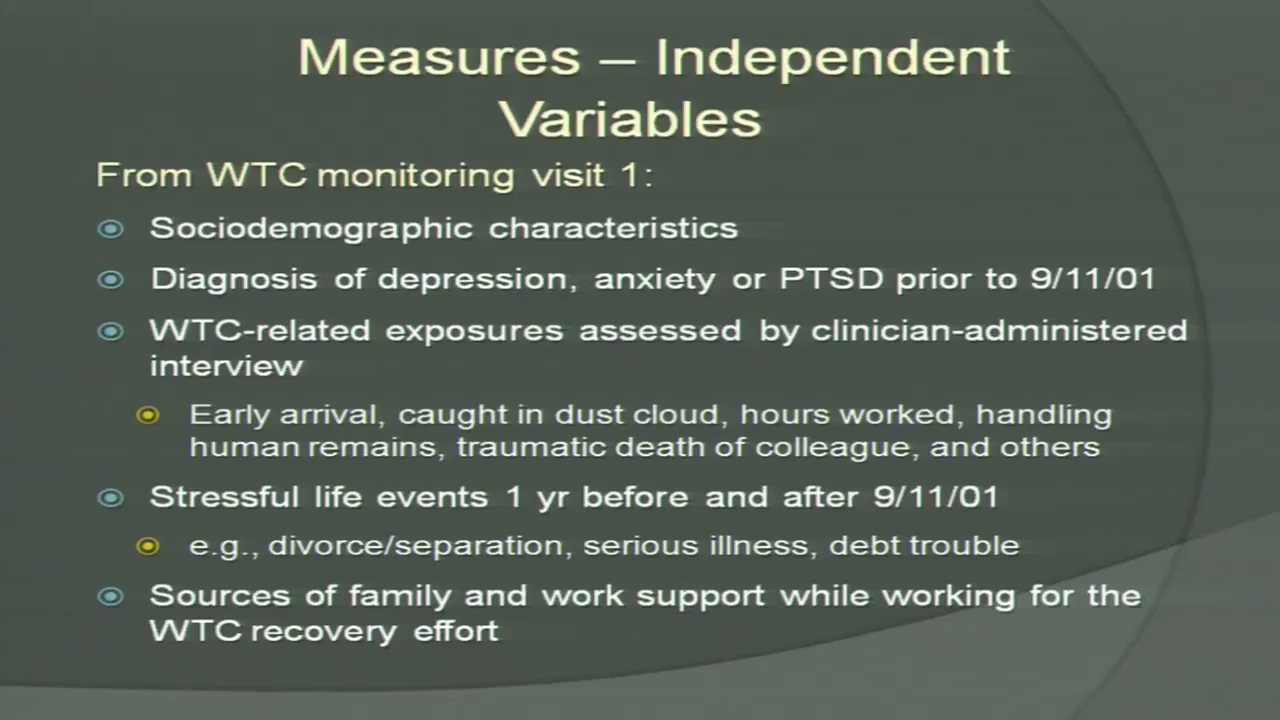 Measures – Independent
Variables
From WTC monitoring visit 1:
Sociodemographic characteristics
Diagnosis of depression, anxiety or PTSD prior to 9/11/01
WTC-related exposures assessed by clinician-administered
interview
Early arrival, caught in dust cloud, hours worked, handling
human remains, traumatic death of colleague, and others
Stressful life events 1 yr before and after 9/11/01
e.g., divorce/separation, serious illness, debt trouble
Sources of family and work support while working for the
WTC recovery effort